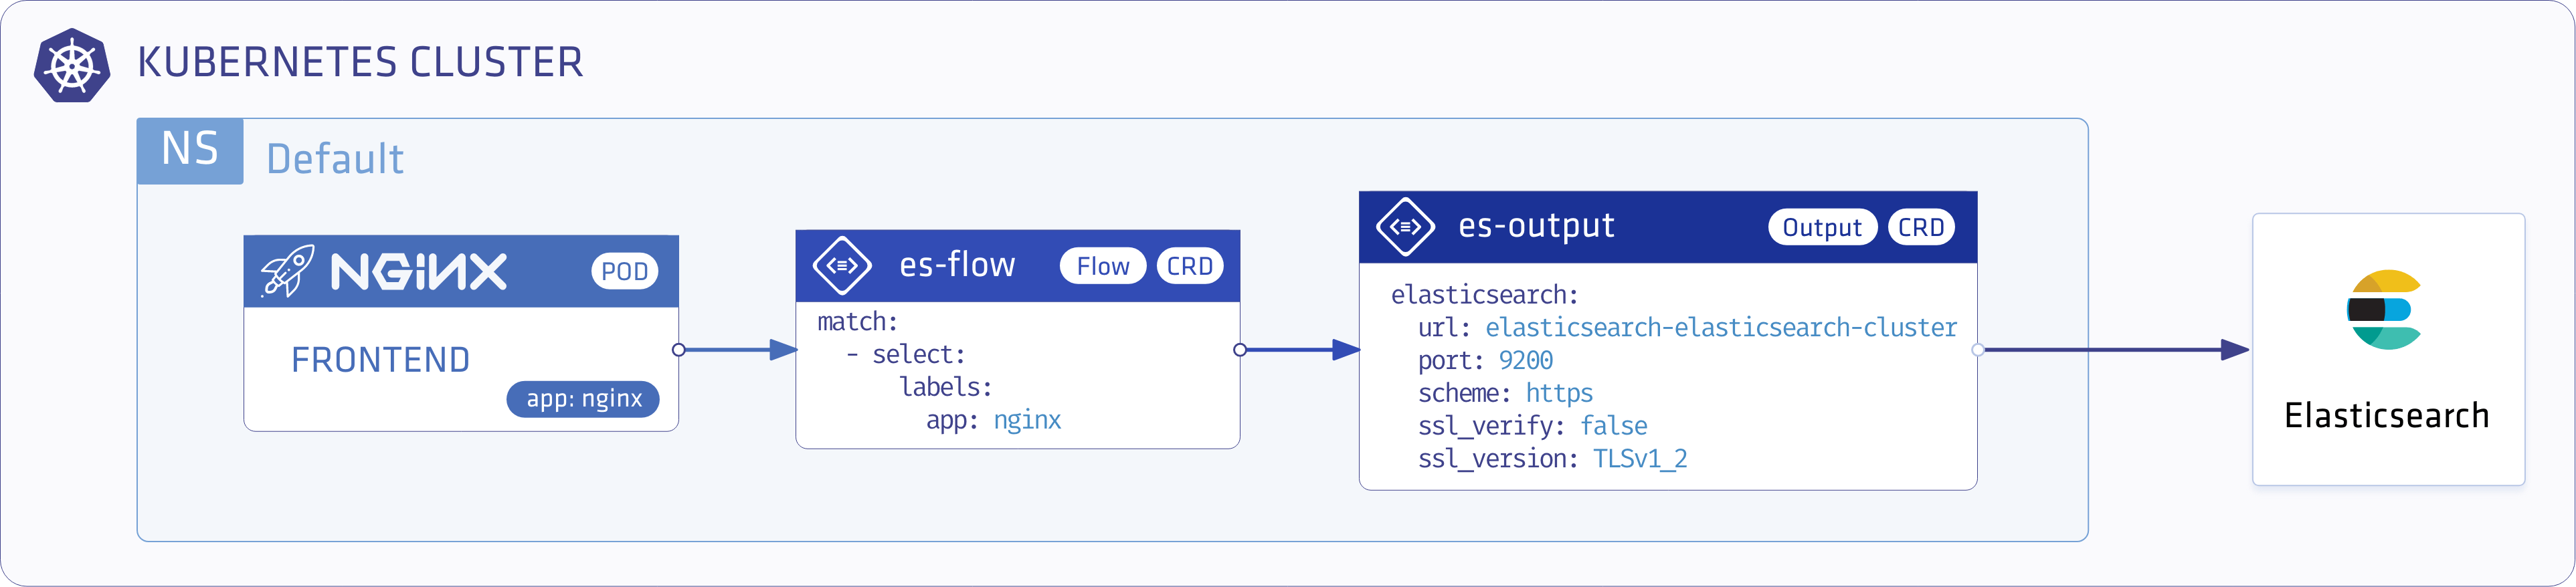 KUBERNETES CLUSTER
NS
Default
NGiNX
POD
FRONTEND
app: nginx
es-flow
Flow
CRD
match:
  - select:
      labels:
        app: nginx
es-output
Output
CRD
elasticsearch:
  url: elasticsearch-elasticsearch-cluster
  port: 9200
  scheme: https
  ssl_verify: false
  ssl_version: TLSv1_2
Elasticsearch